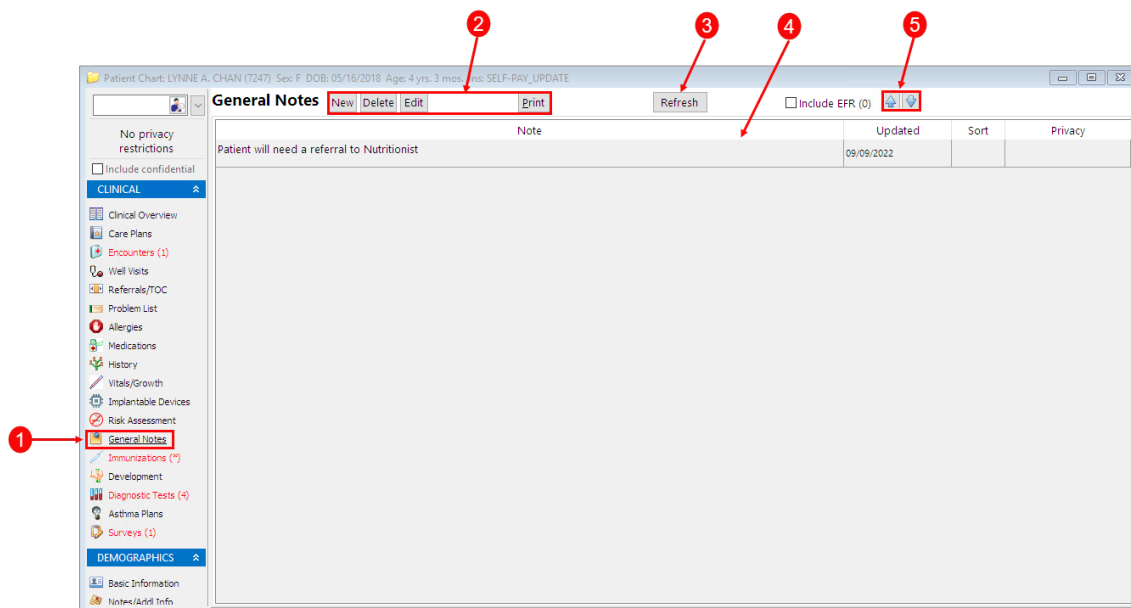 2
3
4
5
Patient Chart: LYNNE A. CHAN (7247) Sex: F DOB: 05/16/2018 Age: 4 yrs. 3 mos. Ins: SELF-PAY_UPDATE
General Notes New Delete Edit Print Refresh Include EFR (0)
No privacy
restrictions
Include confidential
Note Updated Sort Privacy
Patient will need a referral to Nutritionist 09/09/2022
CLINICAL
Clinical Overview
Care Plans
Encounters (1)
Well Visits
Referrals/TOC
Problem List
Allergies
Medications
History
Vitals/Growth
Implantable Devices
Risk Assessment
1
General Notes
Immunizations (*)
Development
Diagnostic Tests (4)
Asthma Plans
Surveys (1)
DEMOGRAPHICS
Basic Information
Notes/Addl Info